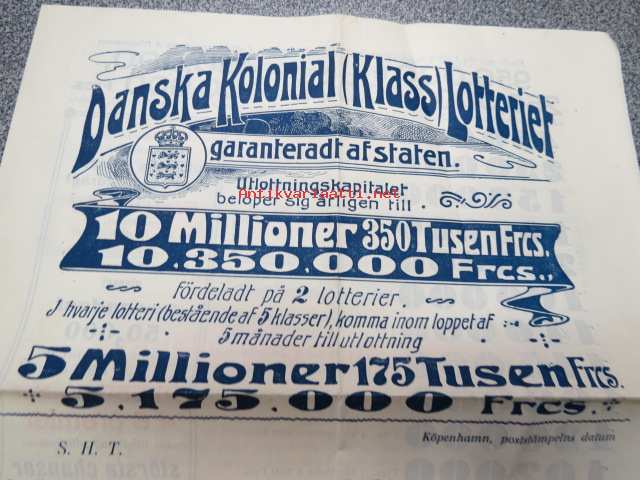 Danska Kolonial (Klass) Lotteriet
garanteradt af staten.
Utlottningskapitalet
Antikvariaatti.net
belöper sig årligen till
10 Millioner 350 Tusen Frcs.
10.350.000 Frcs.,
fördeladt på 2 lotterier.
I hvarje lotteri (bestående af 5 klasser), komma inom loppet af
5 månader till utlottning
5 Millioner 175 Tusen Frcs.
5.175.000 Frcs.
S. H. T.
Köpenhamn, poststämpelns datum